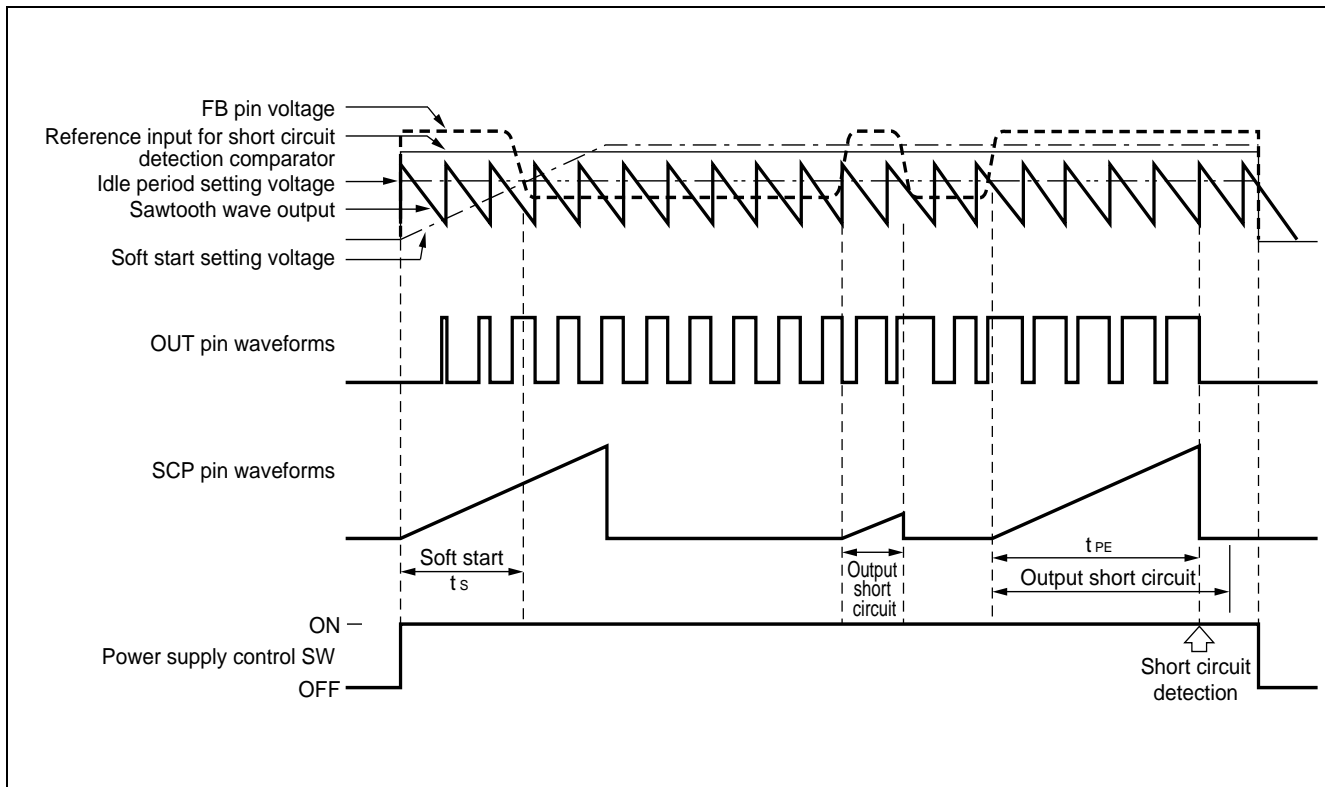 FB pin voltage
Reference input for short circuit
detection comparator
Idle period setting voltage
Sawtooth wave output
Soft start setting voltage
OUT pin waveforms
SCP pin waveforms
Soft start
ts
Output
short
circuit
tPE
Output short circuit
ON
Power supply control SW
OFF
Short circuit
detection